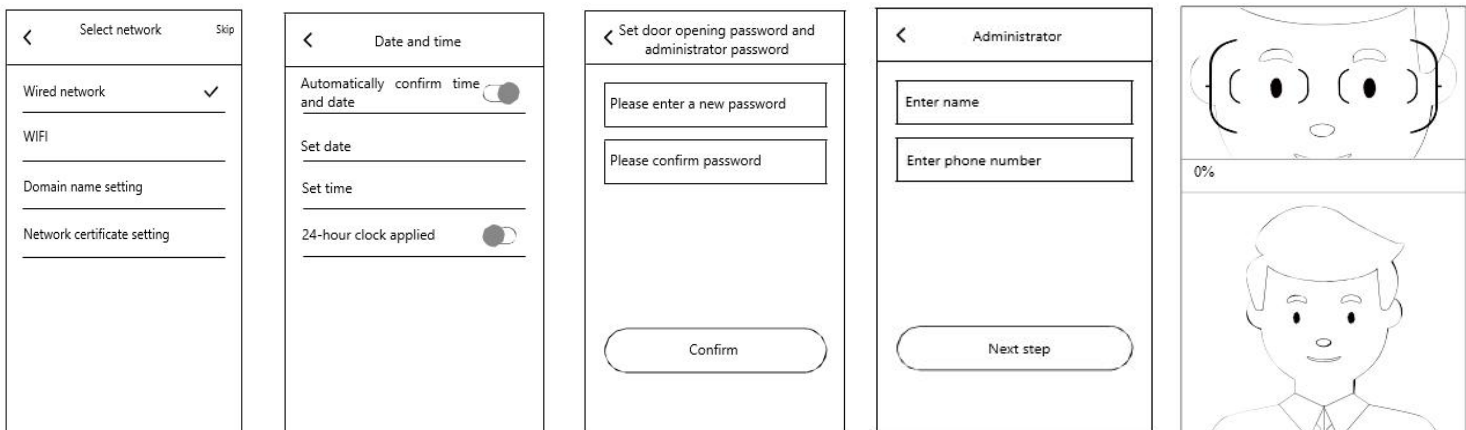 Select network
Skip
Wired network
WIFI
Domain name setting
Network certificate setting
Date and time
Automatically confirm time
and date
Set date
Set time
24-hour clock applied
Set door opening password and
administrator password
Please enter a new password
Please confirm password
Confirm
Administrator
Enter name
Enter phone number
Next step
0%